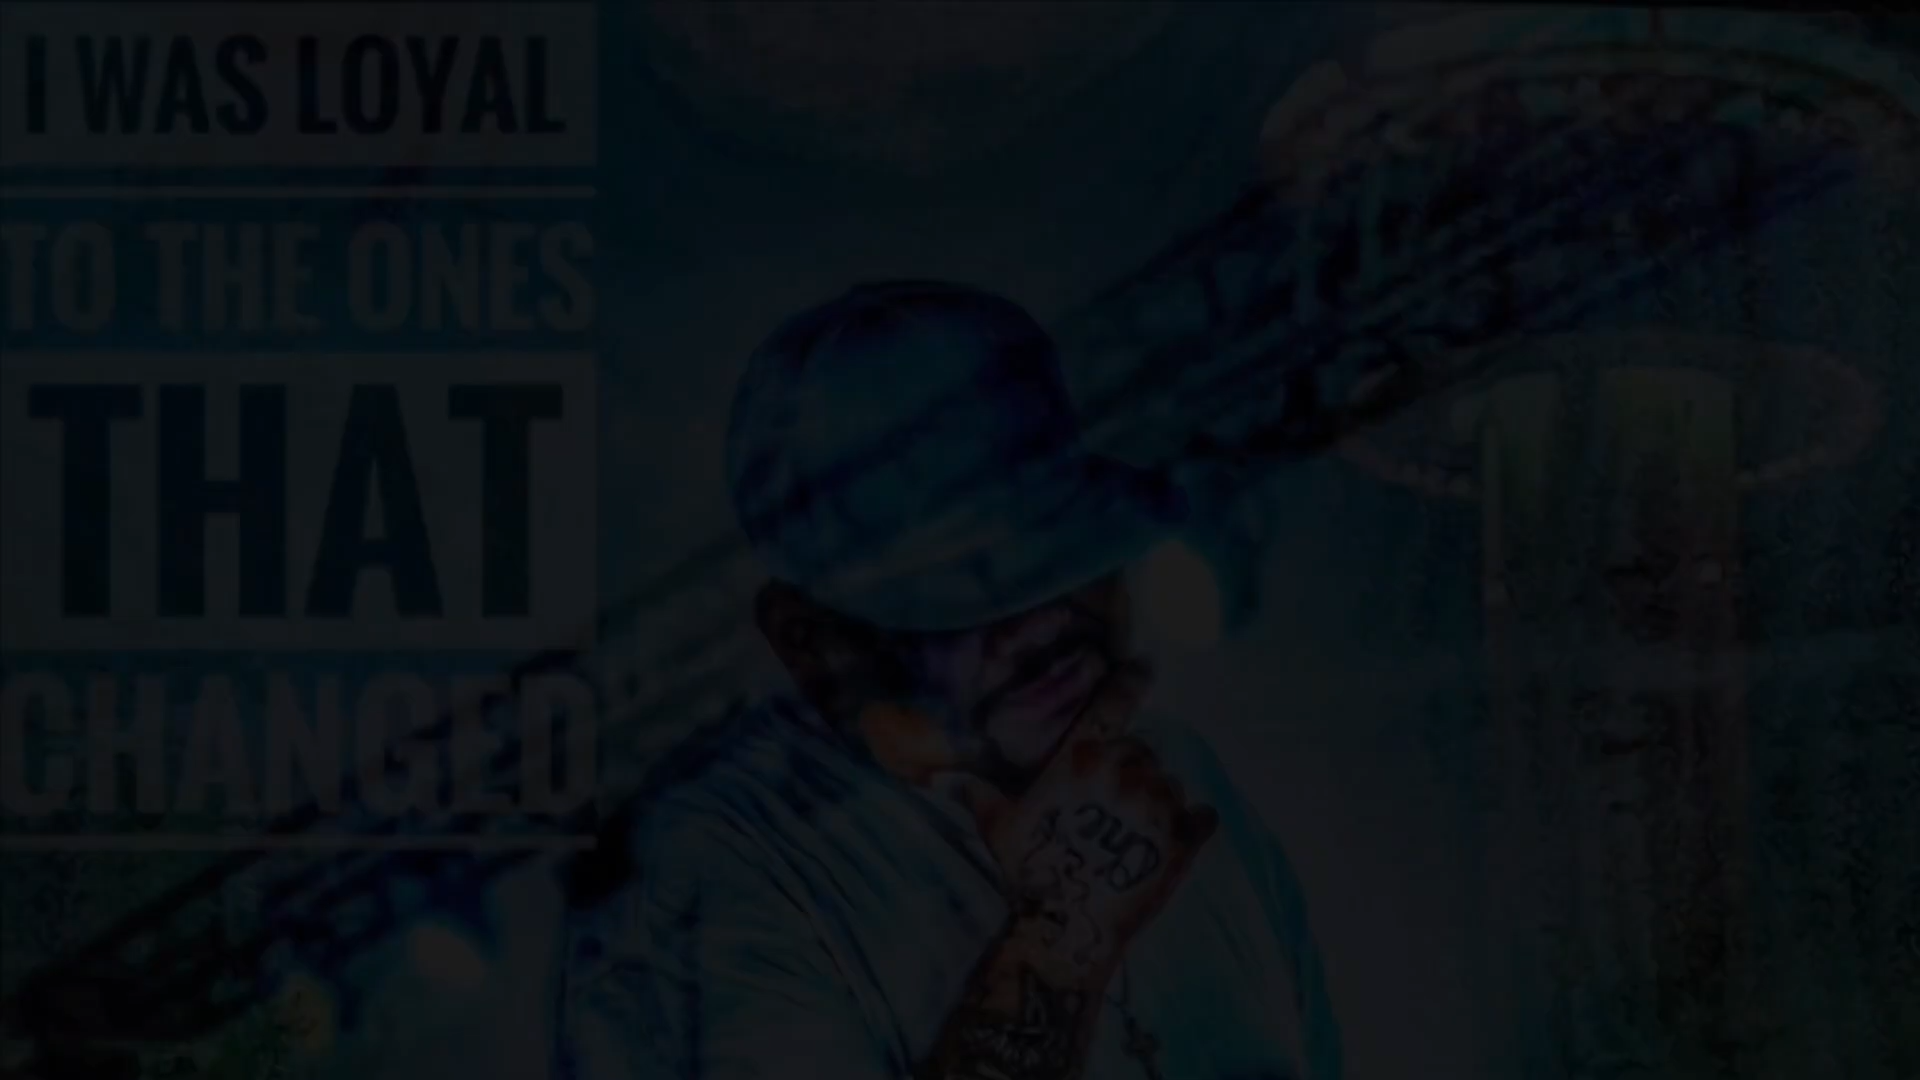 I WAS LOYAL
TO THE ONES
THAT
CHANGED